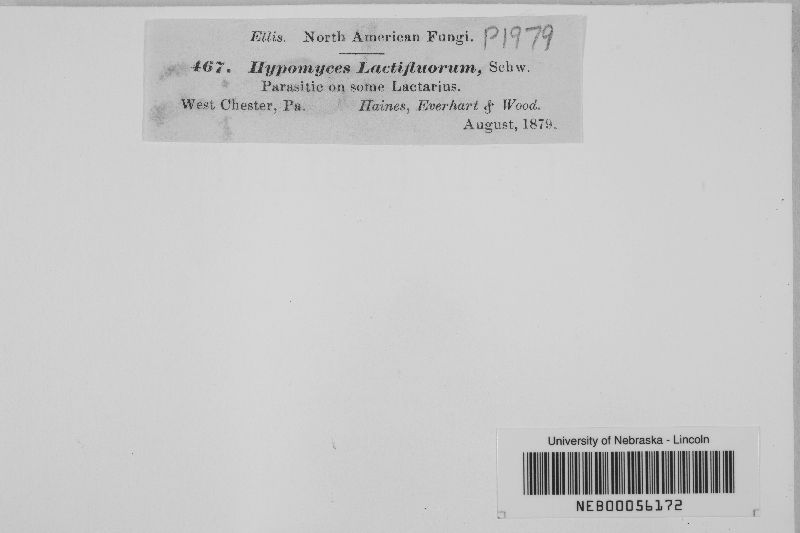 Ellis. North American Fungi. P1979
467. Hypomyces Lactifluorum, Schw.
Parasitic on some Lactarius.
West Chester, Pa. Haines, Everhart & Wood.
August, 1879.
University of Nebraska - Lincoln
NEB00056172